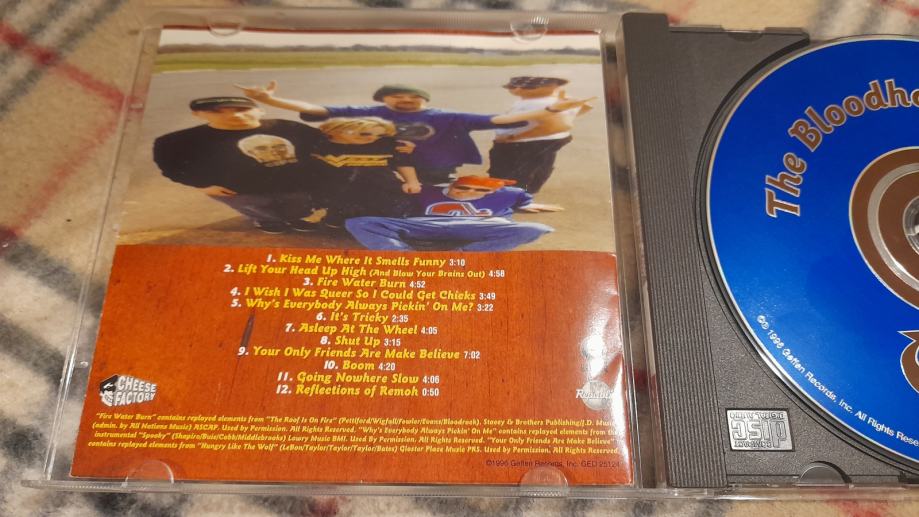 1. Kiss Me Where It Smells Funny 3:10
2. Lift Your Head Up High (And Blow Your Brains Out) 4:58
3. Fire Water Burn 4:52
4. I Wish I Was Queer So I Could Get Chicks 3:49
5. Why's Everybody Always Pickin' On Me? 3:22
6. It's Tricky 2:35
7. Asleep At The Wheel 4:05
8. Shut Up 3:15
9. Your Only Friends Are Make Believe 7:02
10. Boom 4:20
11. Going Nowhere Slow 4:06
12. Reflections of Remoh 0:50
CHEESE
FACTORY
"Fire Water Burn" contains replayed elements from "The Roof Is On Fire" (Pettiford/Wigfall/Fowler/Evans/Bloodrock), Stacey & Brothers Publishing/J.D. Music
(admin. by All Nations Music) ASCAP. Used by Permission. All Rights Reserved. "Why's Everybody Always Pickin' On Me" contains replayed elements from the
instrumental "Spooky" (Shapiro/Buie/Cobb/Middlebrooks) Lowry Music BMI. Used By Permission. All Rights Reserved. "Your Only Friends Are Make Believe"
contains replayed elements from "Hungry Like The Wolf" (LeBon/Taylor/Taylor/Taylor/Bates) Gloster Place Music PRS. Used by Permission. All Rights Reserved.
©1996 Geffen Records, Inc. GED 25124
The Bloodho
©1996 Geffen Records, Inc. All Rights Reser
COMPACT
disc
DIGITAL AUDIO